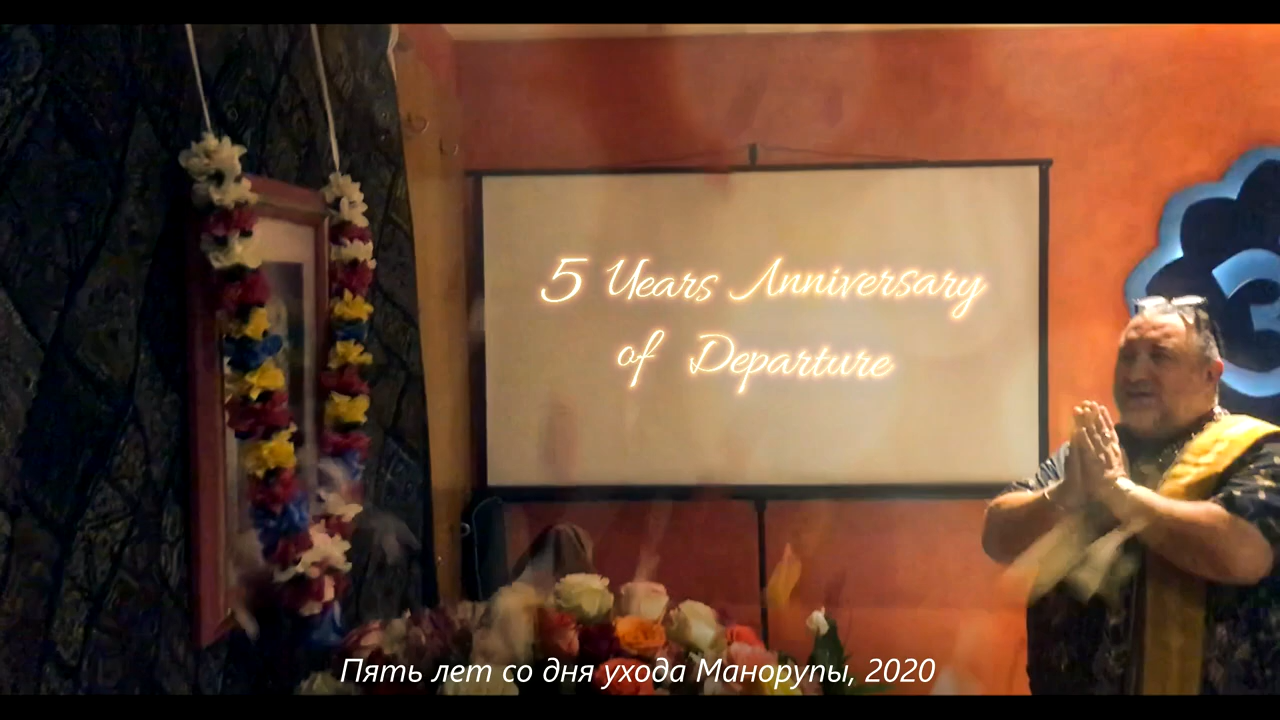 5 Years Anniversary
of Departure
Пять лет со дня ухода Манорупы, 2020